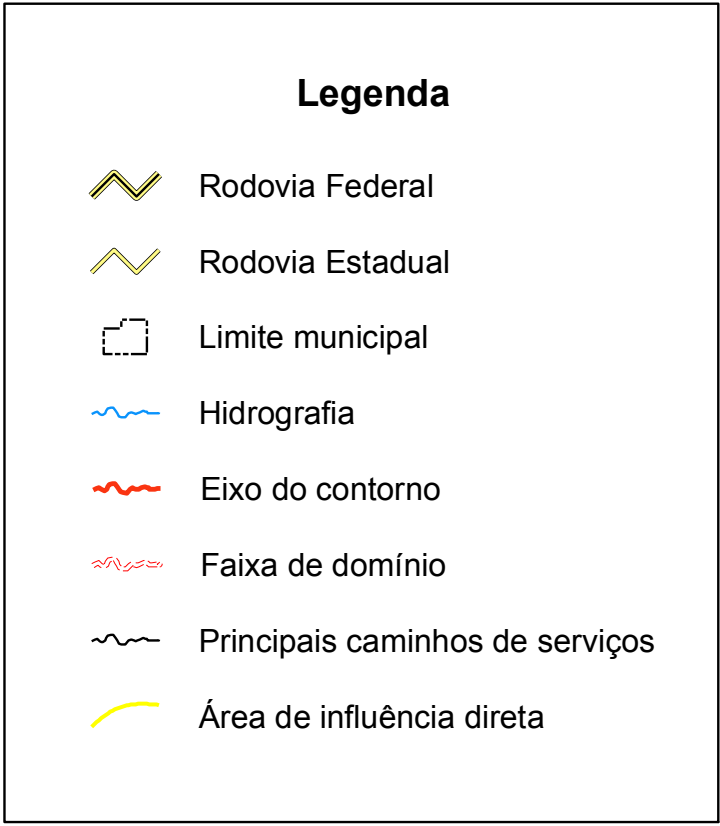 Legenda
Rodovia Federal
Rodovia Estadual
Limite municipal
Hidrografia
Eixo do contorno
Faixa de domínio
Principais caminhos de serviços
Área de influência direta